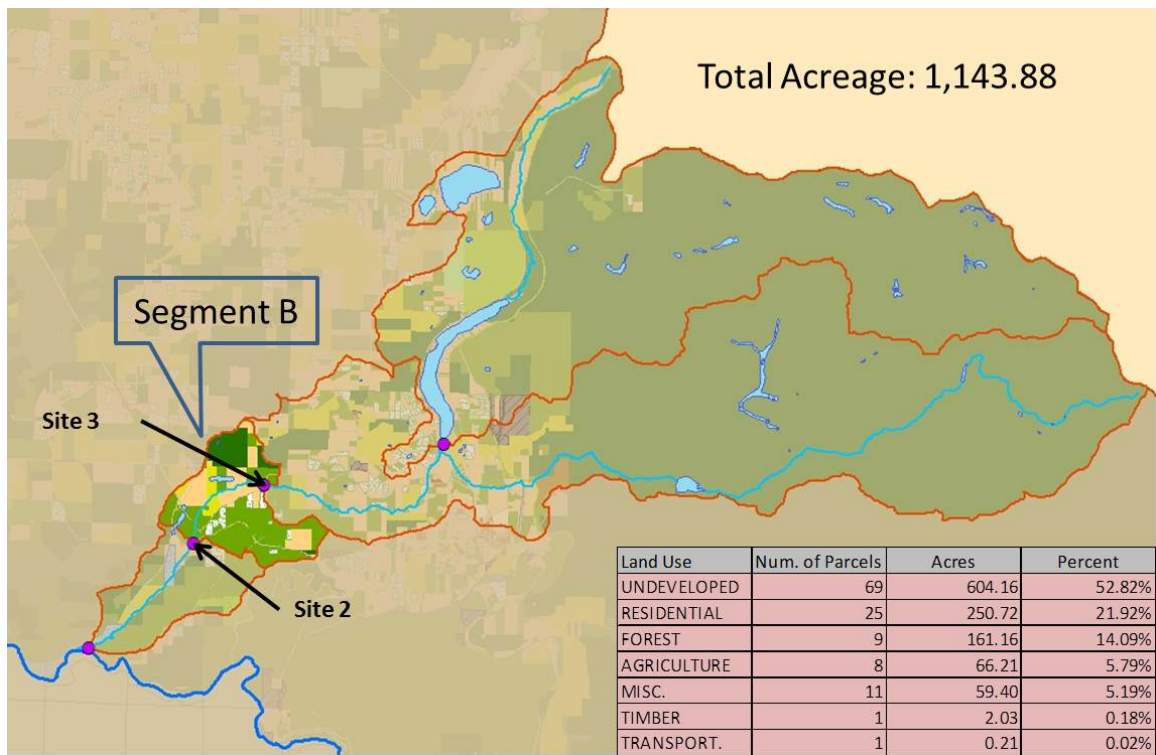 Total Acreage: 1,143.88
Segment B
Site 3
Site 2
Land Use Num. of Parcels Acres Percent
UNDEVELOPED 69 604.16 52.82%
RESIDENTIAL 25 250.72 21.92%
FOREST 9 161.16 14.09%
AGRICULTURE 8 66.21 5.79%
MISC. 11 59.40 5.19%
TIMBER 1 2.03 0.18%
TRANSPORT. 1 0.21 0.02%